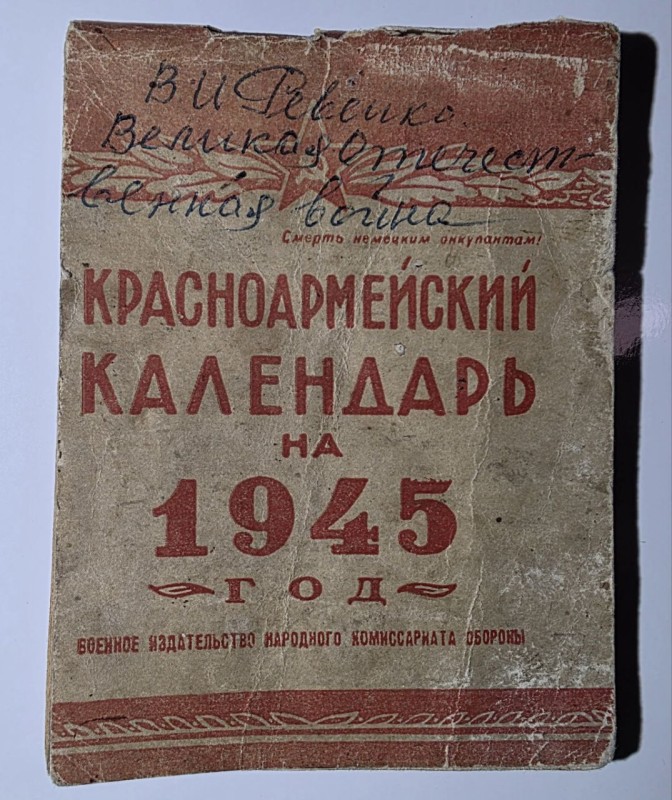 В И Ревенко.
Великая Отечест-
венная война
Смерть немецким оккупантам!
КРАСНОАРМЕЙСКИЙ
КАЛЕНДАРЬ
НА
1945
ГОД
ВОЕННОЕ ИЗДАТЕЛЬСТВО НАРОДНОГО КОМИССАРИАТА ОБОРОНЫ